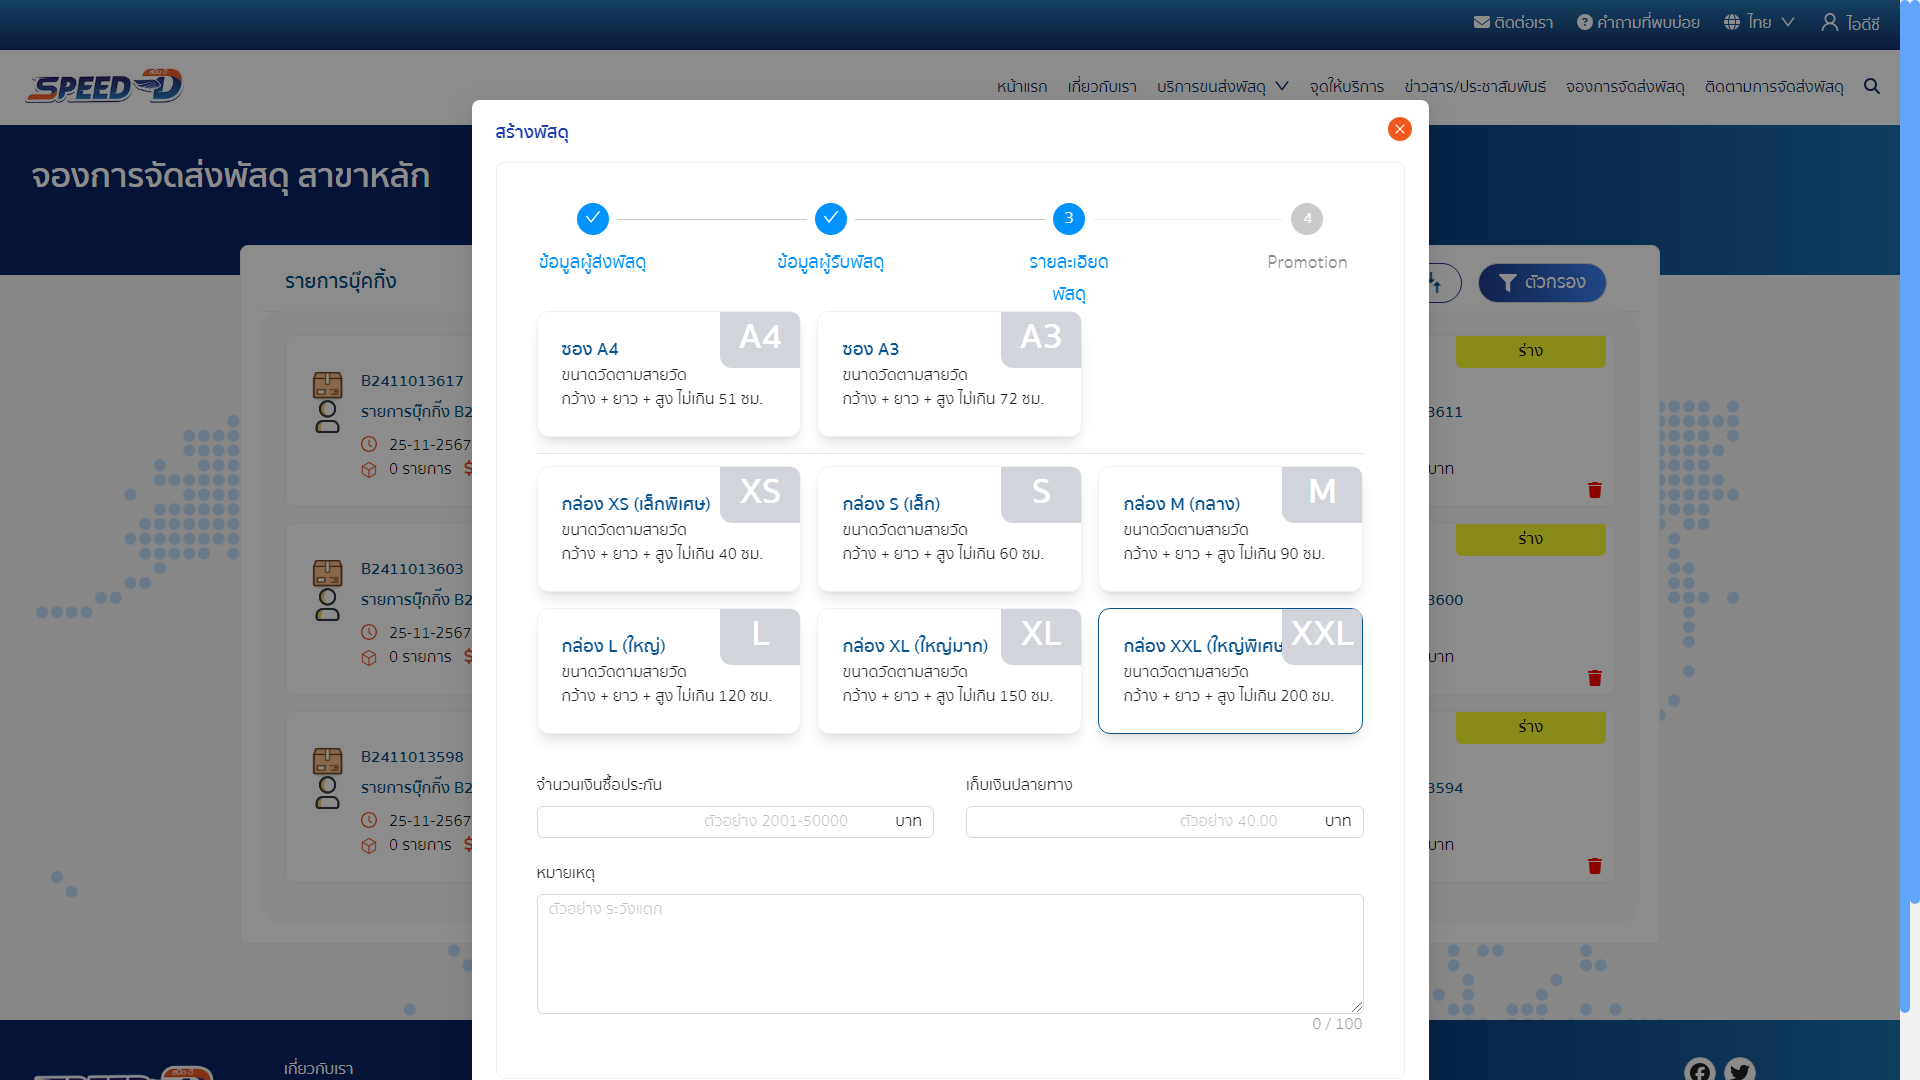 ติดต่อเรา คำถามที่พบบ่อย ไทย ไอดีซี
SPEED-D
หน้าแรก เกี่ยวกับเรา บริการขนส่งพัสดุ จุดให้บริการ ข่าวสาร/ประชาสัมพันธ์ จองการจัดส่งพัสดุ ติดตามการจัดส่งพัสดุ
จองการจัดส่งพัสดุ สาขาหลัก
สร้างพัสดุ
3 4
ข้อมูลผู้ส่งพัสดุ ข้อมูลผู้รับพัสดุ รายละเอียด Promotion
พัสดุ
รายการบุ๊คกิ้ง
ตัวกรอง
ซอง A4 A4
ขนาดวัดตามสายวัด
กว้าง + ยาว + สูง ไม่เกิน 51 ซม.
ซอง A3 A3
ขนาดวัดตามสายวัด
กว้าง + ยาว + สูง ไม่เกิน 72 ซม.
กล่อง XS (เล็กพิเศษ) XS
ขนาดวัดตามสายวัด
กว้าง + ยาว + สูง ไม่เกิน 40 ซม.
กล่อง S (เล็ก) S
ขนาดวัดตามสายวัด
กว้าง + ยาว + สูง ไม่เกิน 60 ซม.
กล่อง M (กลาง) M
ขนาดวัดตามสายวัด
กว้าง + ยาว + สูง ไม่เกิน 90 ซม.
กล่อง L (ใหญ่) L
ขนาดวัดตามสายวัด
กว้าง + ยาว + สูง ไม่เกิน 120 ซม.
กล่อง XL (ใหญ่มาก) XL
ขนาดวัดตามสายวัด
กว้าง + ยาว + สูง ไม่เกิน 150 ซม.
กล่อง XXL (ใหญ่พิเศษ XXL
ขนาดวัดตามสายวัด
กว้าง + ยาว + สูง ไม่เกิน 200 ซม.
จำนวนเงินซื้อประกัน
ตัวอย่าง 2001-50000 บาท
เก็บเงินปลายทาง
ตัวอย่าง 40.00 บาท
หมายเหตุ
ตัวอย่าง ระวังแตก
0 / 100
B2411013617
รายการบุ๊กกิ้ง B2
25-11-2567
0 รายการ $
B2411013603
รายการบุ๊กกิ้ง B2
25-11-2567
0 รายการ $
B2411013598
รายการบุ๊กกิ้ง B2
25-11-2567
0 รายการ $
ร่าง
3611
บาท
ร่าง
3600
บาท
ร่าง
3594
บาท
เกี่ยวกับเรา